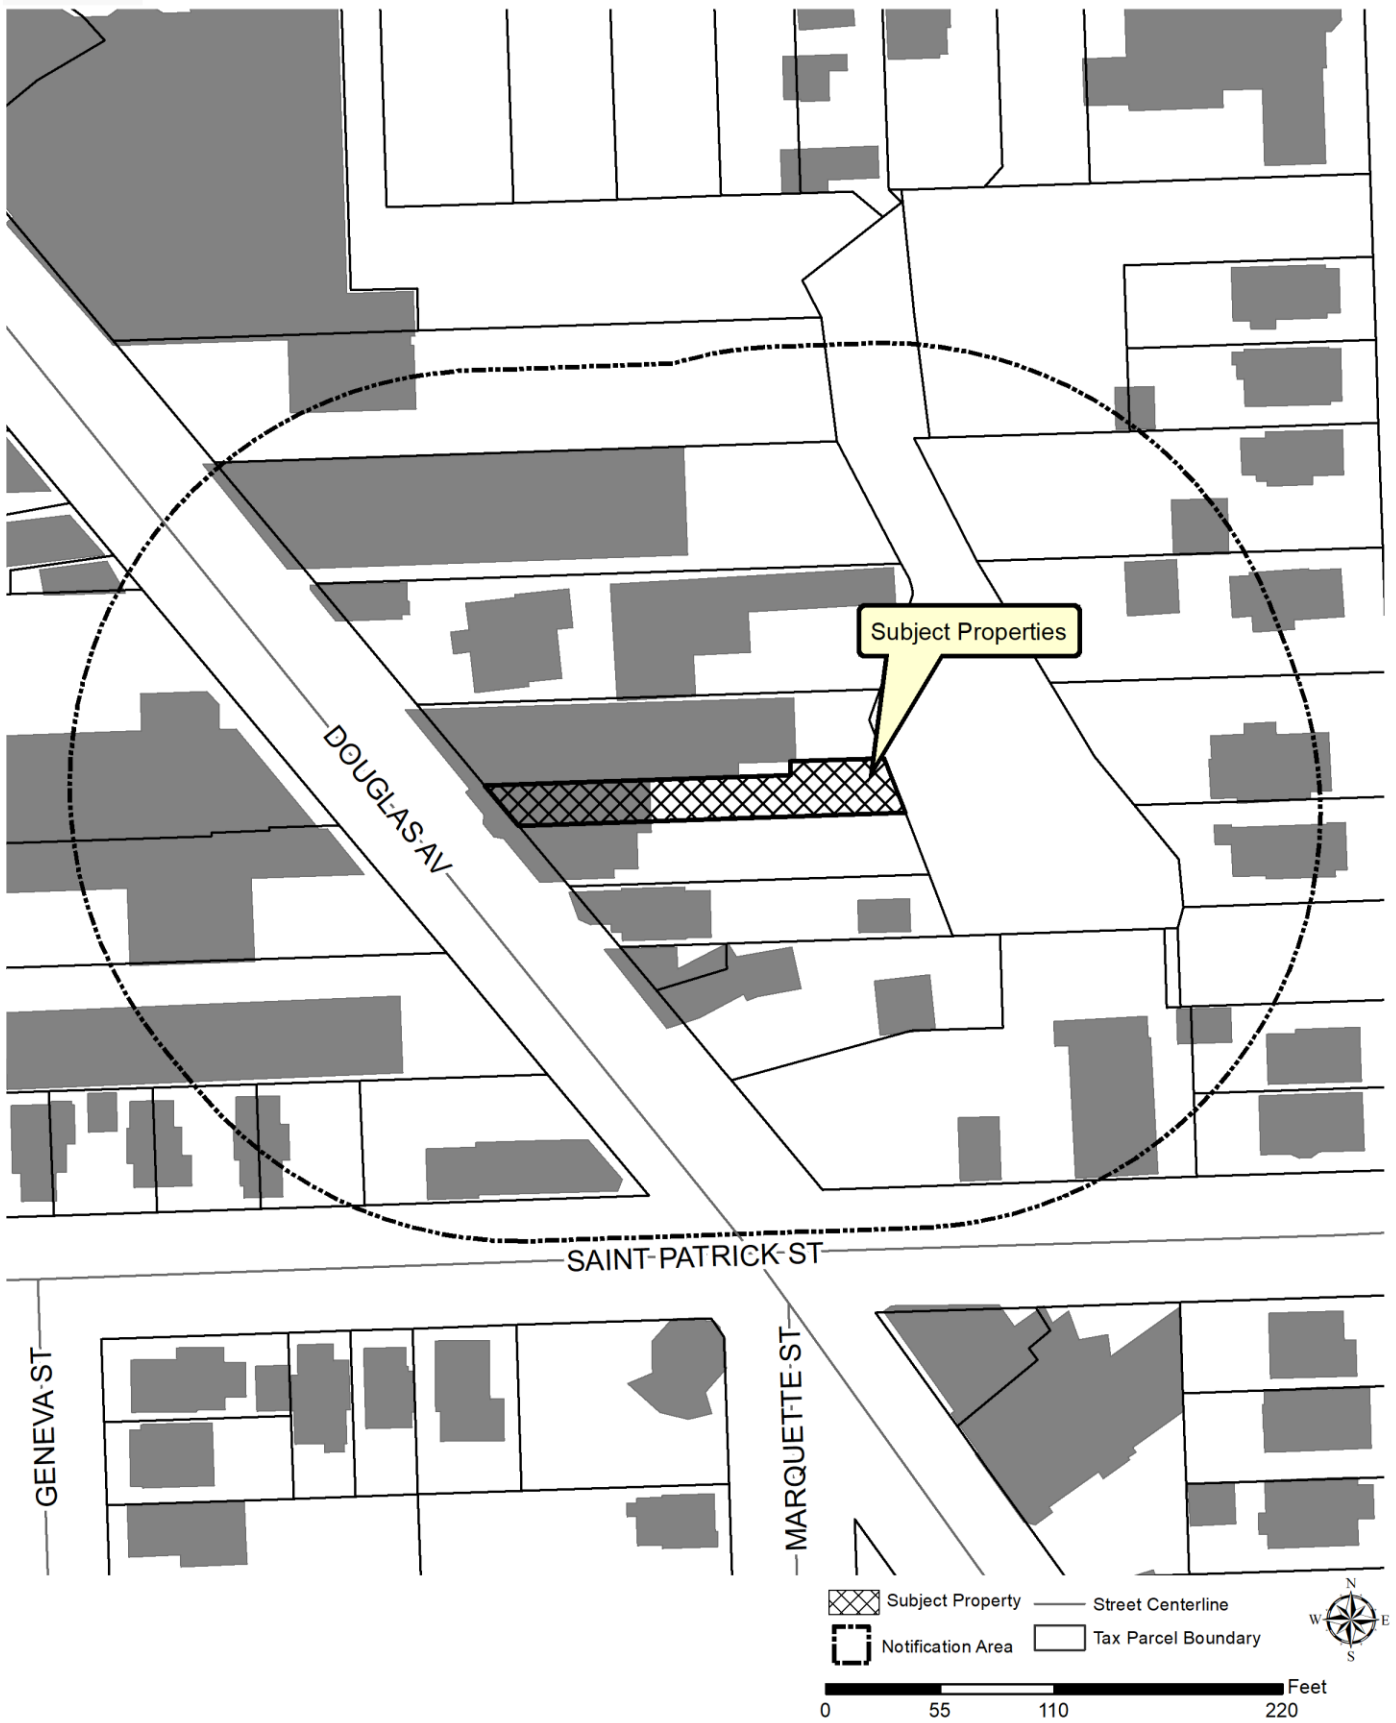 Subject Properties
DOUGLAS AV
SAINT PATRICK ST
GENEVA ST
MARQUETTE ST
Subject Property
Street Centerline
Notification Area
Tax Parcel Boundary
N
W
E
S
Feet
0 55 110 220